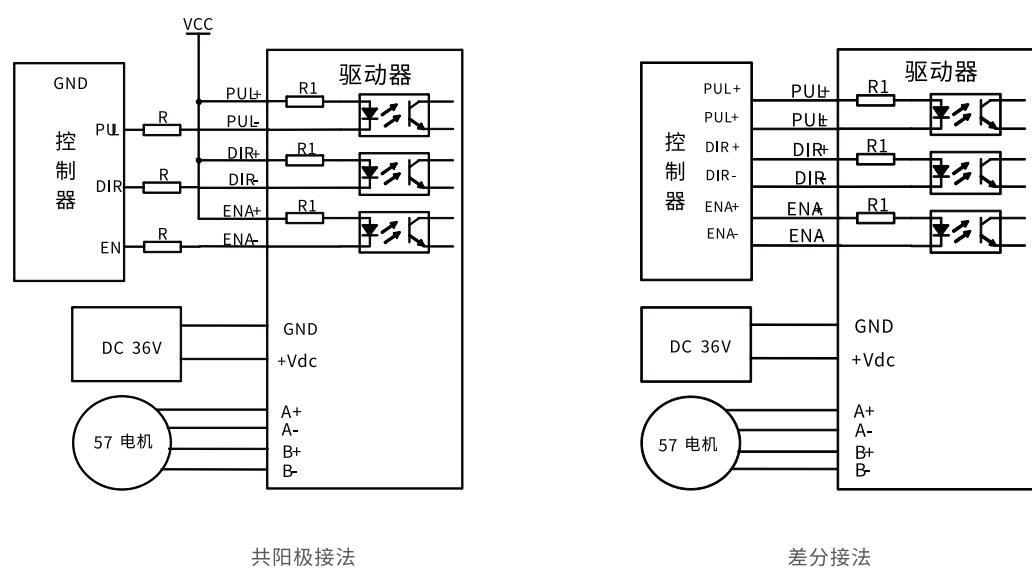 VCC
GND
控
制
器
PUL
DIR
EN
R
R
R
驱动器
PUL+
PUL-
DIR+
DIR-
ENA+
ENA-
R1
R1
R1
DC 36V
GND
+Vdc
57 电机
A+
A-
B+
B-
共阳极接法
控
制
器
PUL+
PUL+
DIR+
DIR-
ENA+
ENA-
驱动器
PUL+
PUL+
DIR+
DIR-
ENA+
ENA
R1
R1
R1
DC 36V
GND
+Vdc
57 电机
A+
A-
B+
B-
差分接法